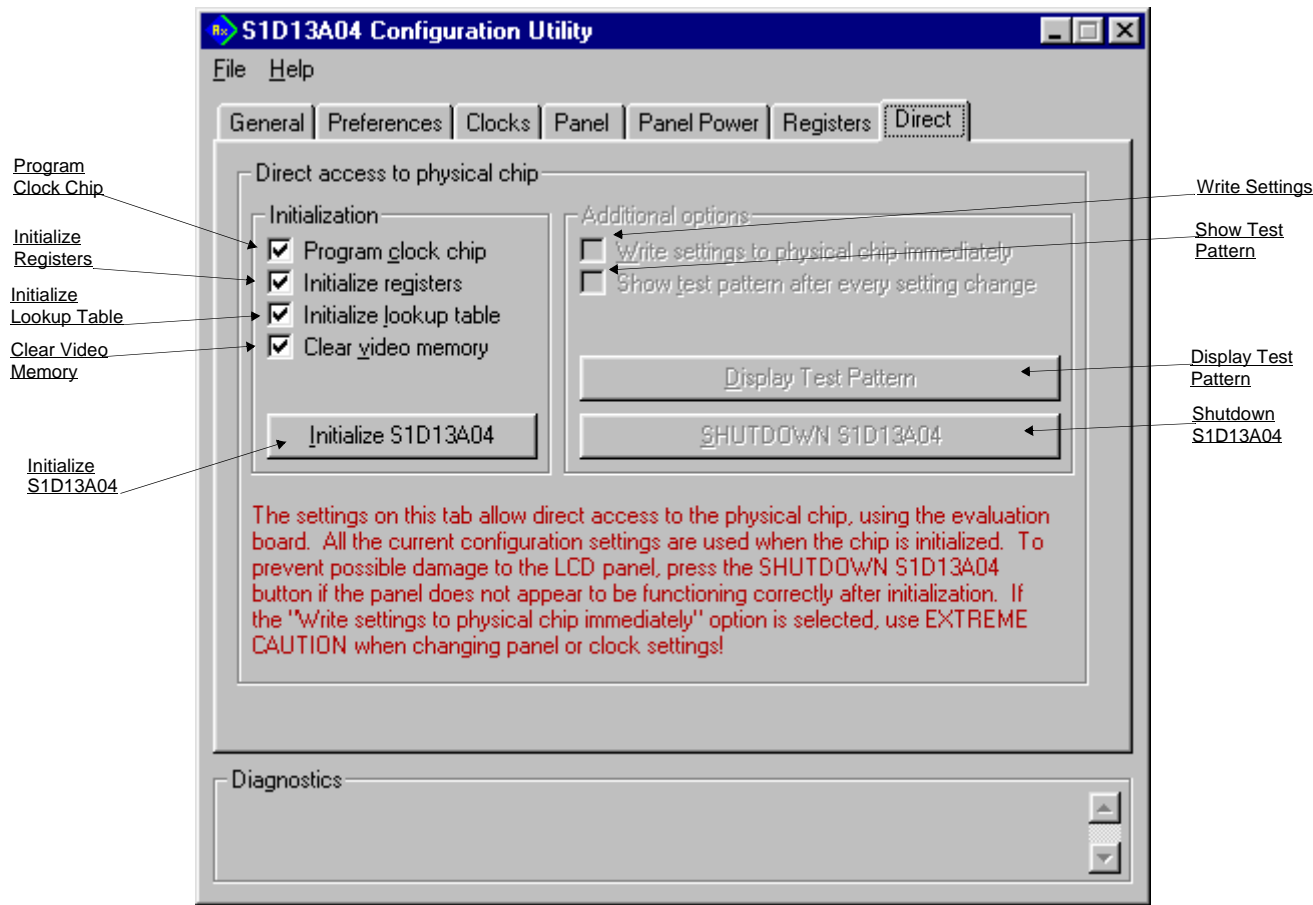 S1D13A04 Configuration Utility
File Help
General Preferences Clocks Panel Panel Power Registers Direct
Direct access to physical chip
Initialization
Program clock chip
Initialize registers
Initialize lookup table
Clear video memory
Initialize S1D13A04
Additional options
Write settings to physical chip immediately
Show test pattern after every setting change
Display Test Pattern
SHUTDOWN S1D13A04
The settings on this tab allow direct access to the physical chip, using the evaluation
board. All the current configuration settings are used when the chip is initialized. To
prevent possible damage to the LCD panel, press the SHUTDOWN S1D13A04
button if the panel does not appear to be functioning correctly after initialization. If
the "Write settings to physical chip immediately" option is selected, use EXTREME
CAUTION when changing panel or clock settings!
Diagnostics
Program
Clock Chip
Initialize
Registers
Initialize
Lookup Table
Clear Video
Memory
Initialize
S1D13A04
Write Settings
Show Test
Pattern
Display Test
Pattern
Shutdown
S1D13A04